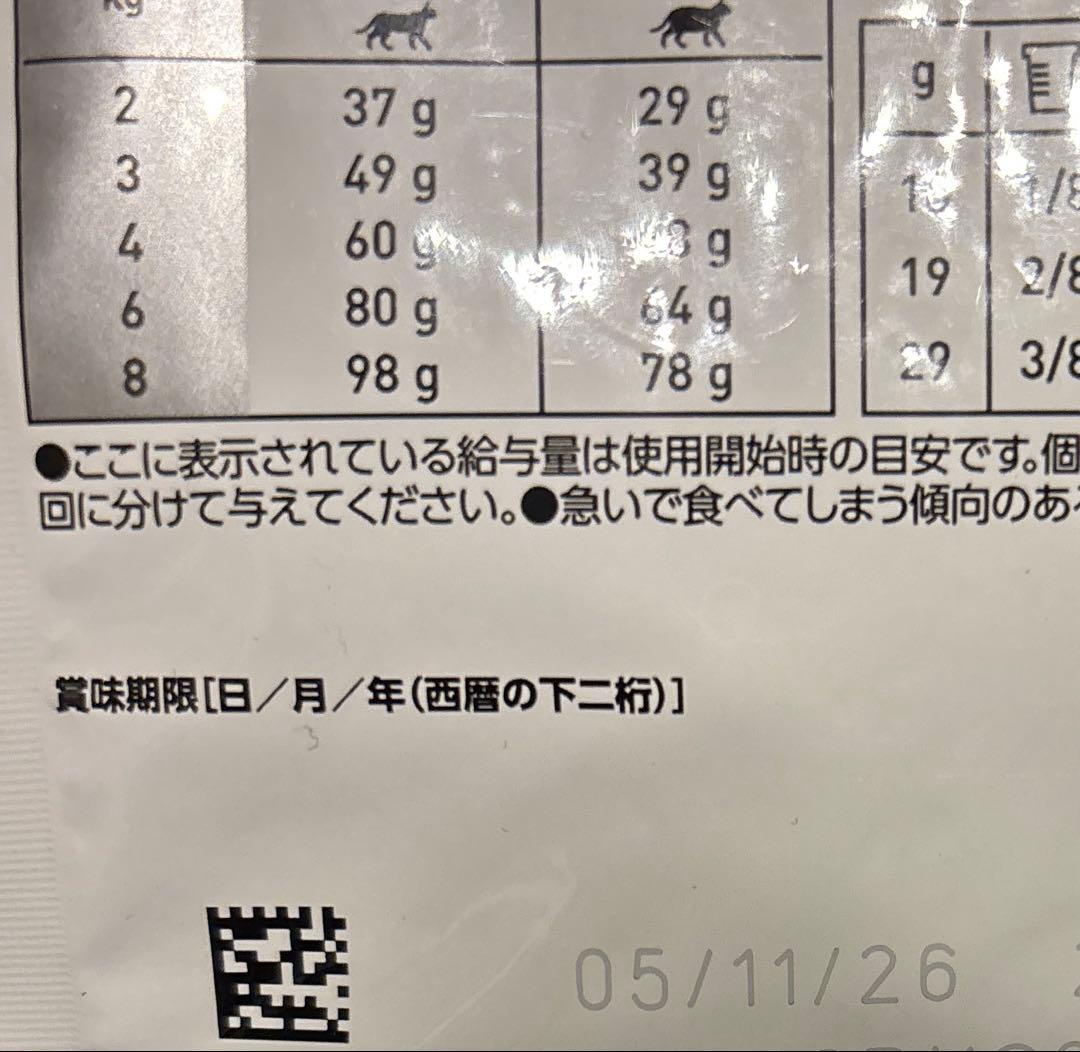 kg
g
2 37 g 29 g
3 49 g 39 g
1/8
4 60 g g
19 2/8
6 80 g 64 g
29 3/8
8 98 g 78 g
●ここに表示されている給与量は使用開始時の目安です。個
回に分けて与えてください。●急いで食べてしまう傾向のある
賞味期限[日／月／年(西暦の下二桁)]
05/11/26